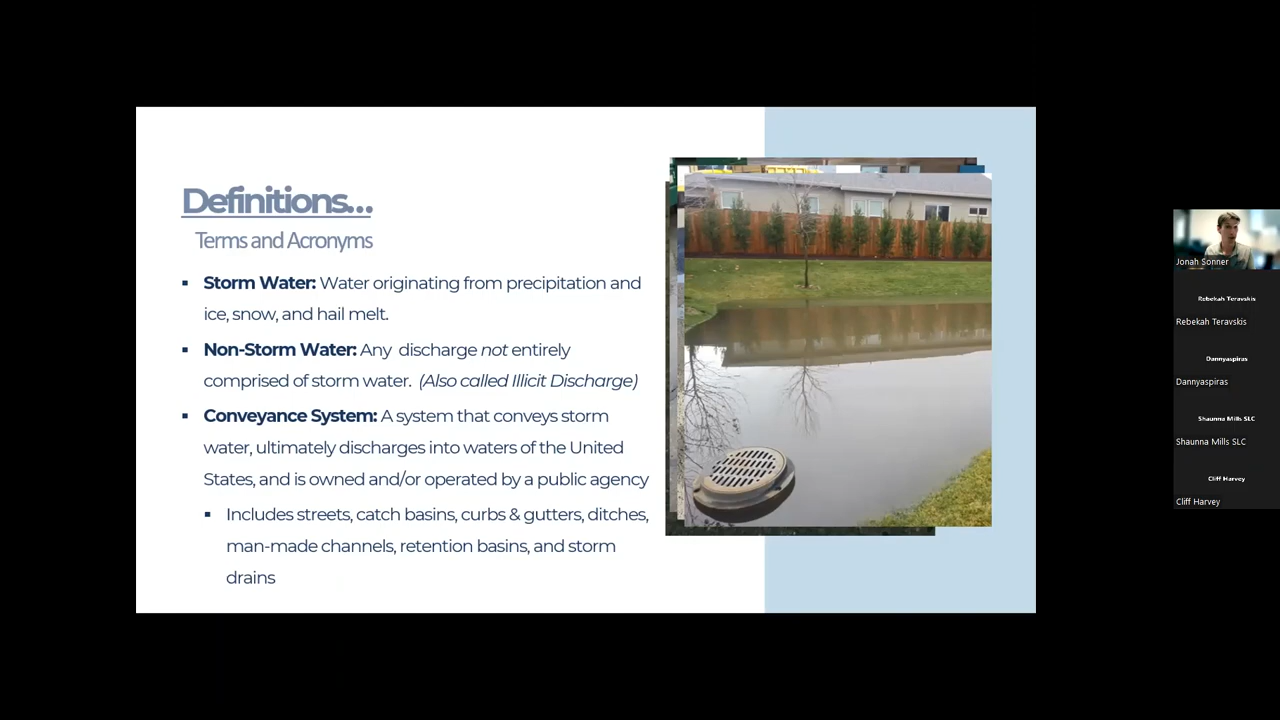 Definitions...
Terms and Acronyms
▪ Storm Water: Water originating from precipitation and
ice, snow, and hail melt.
▪ Non-Storm Water: Any discharge not entirely
comprised of storm water. (Also called Illicit Discharge)
▪ Conveyance System: A system that conveys storm
water, ultimately discharges into waters of the United
States, and is owned and/or operated by a public agency
▪ Includes streets, catch basins, curbs & gutters, ditches,
man-made channels, retention basins, and storm
drains
Jonah Sonner
Rebekah Teravskis
Rebekah Teravskis
Dannyaspiras
Dannyaspiras
Shaunna Mills SLC
Shaunna Mills SLC
Cliff Harvey
Cliff Harvey